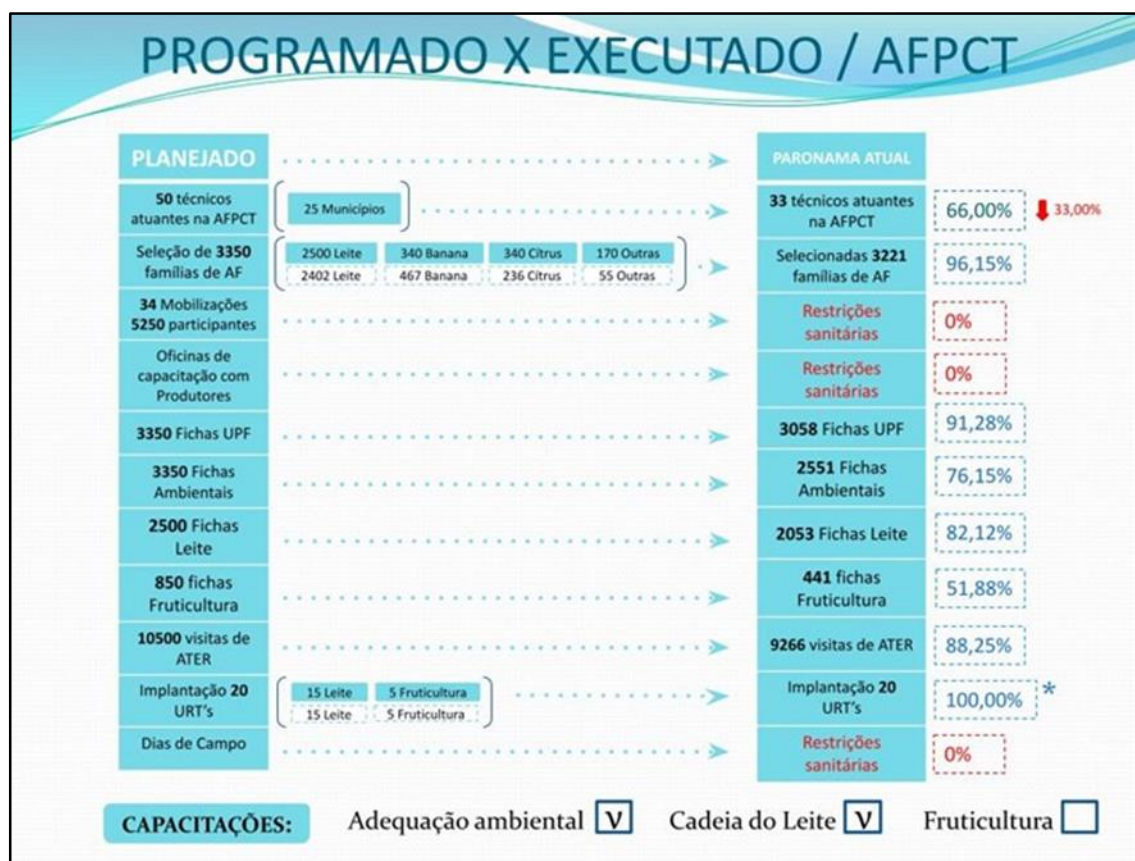 PROGRAMADO X EXECUTADO / AFPCT
PLANEJADO
PARONAMA ATUAL
50 técnicos
atuantes na AFPCT
25 Municípios
33 técnicos atuantes
na AFPCT
66,00%
33,00%
Seleção de 3350
famílias de AF
2500 Leite
340 Banana
340 Cítrus
170 Outras
2402 Leite
467 Banana
236 Cítrus
55 Outras
Selecionadas 3221
famílias de AF
96,15%
34 Mobilizações
5250 participantes
Restrições
sanitárias
0%
Oficinas de
capacitação com
Produtores
Restrições
sanitárias
0%
3350 Fichas UPF
3058 Fichas UPF
91,28%
3350 Fichas
Ambientais
2551 Fichas
Ambientais
76,15%
2500 Fichas
Leite
2053 Fichas Leite
82,12%
850 fichas
Fruticultura
441 fichas
Fruticultura
51,88%
10500 visitas de
ATER
9266 visitas de ATER
88,25%
Implantação 20
URT's
15 Leite
5 Fruticultura
15 Leite
5 Fruticultura
Implantação 20
URT's
100,00% *
Dias de Campo
Restrições
sanitárias
0%
CAPACITAÇÕES: Adequação ambiental v Cadeia do Leite v Fruticultura